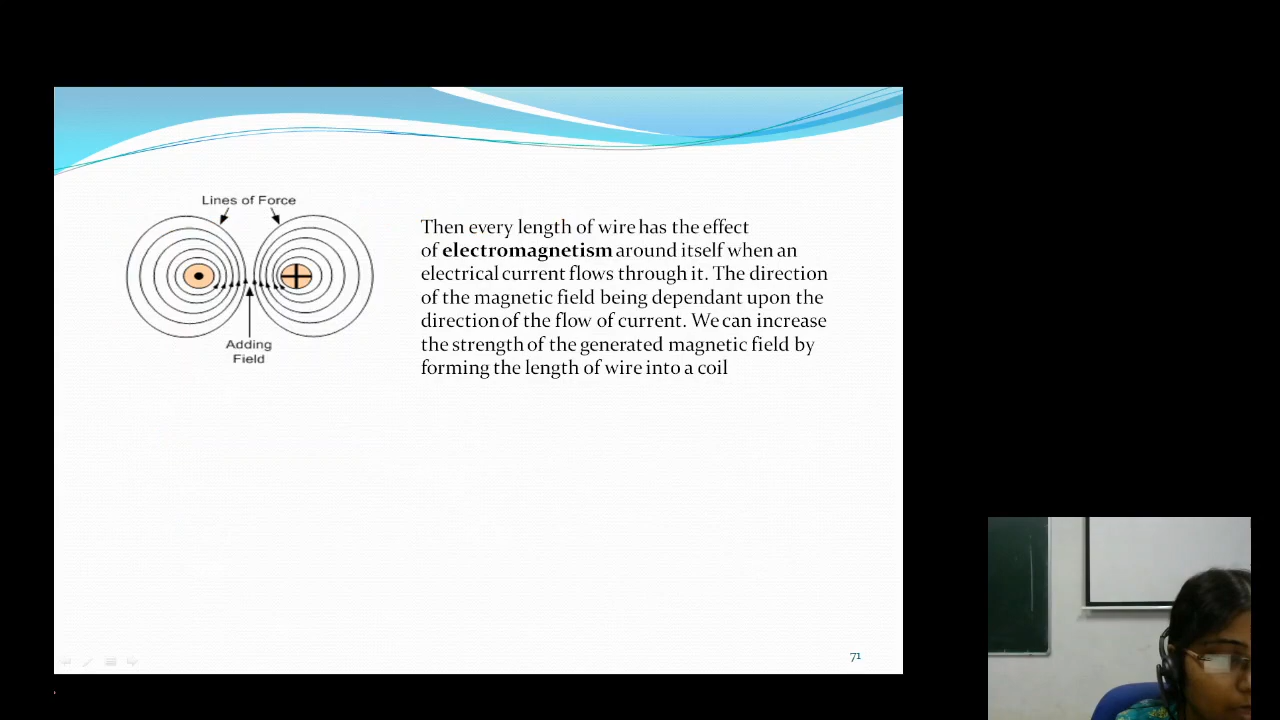 Lines of Force
Adding
Field
Then every length of wire has the effect
of electromagnetism around itself when an
electrical current flows through it. The direction
of the magnetic field being dependant upon the
direction of the flow of current. We can increase
the strength of the generated magnetic field by
forming the length of wire into a coil
71